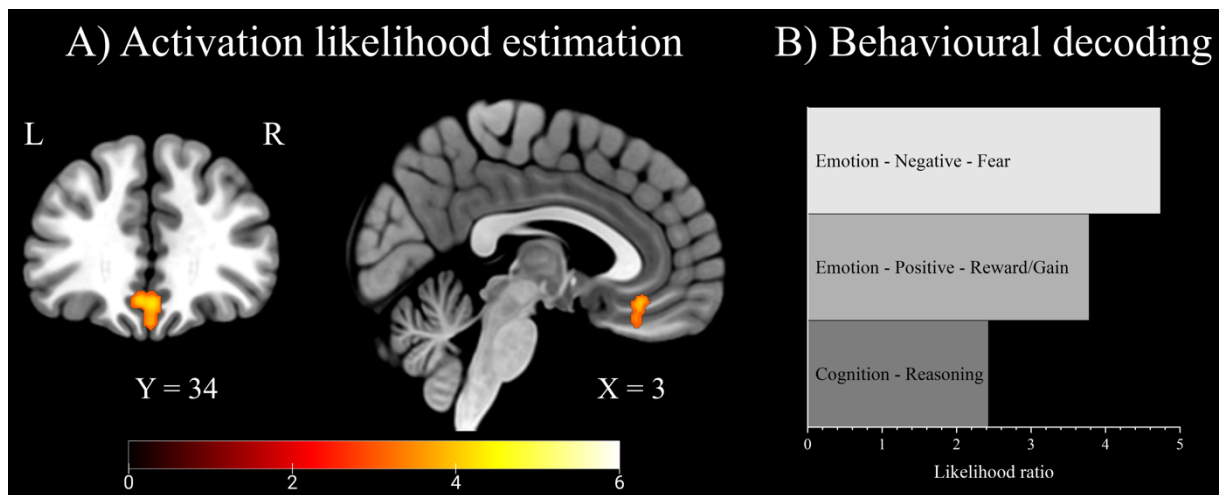 A) Activation likelihood estimation
L
R
Y = 34
X = 3
0
2
4
6
B) Behavioural decoding
Emotion - Negative - Fear
Emotion - Positive - Reward/Gain
Cognition - Reasoning
0 1 2 3 4 5
Likelihood ratio